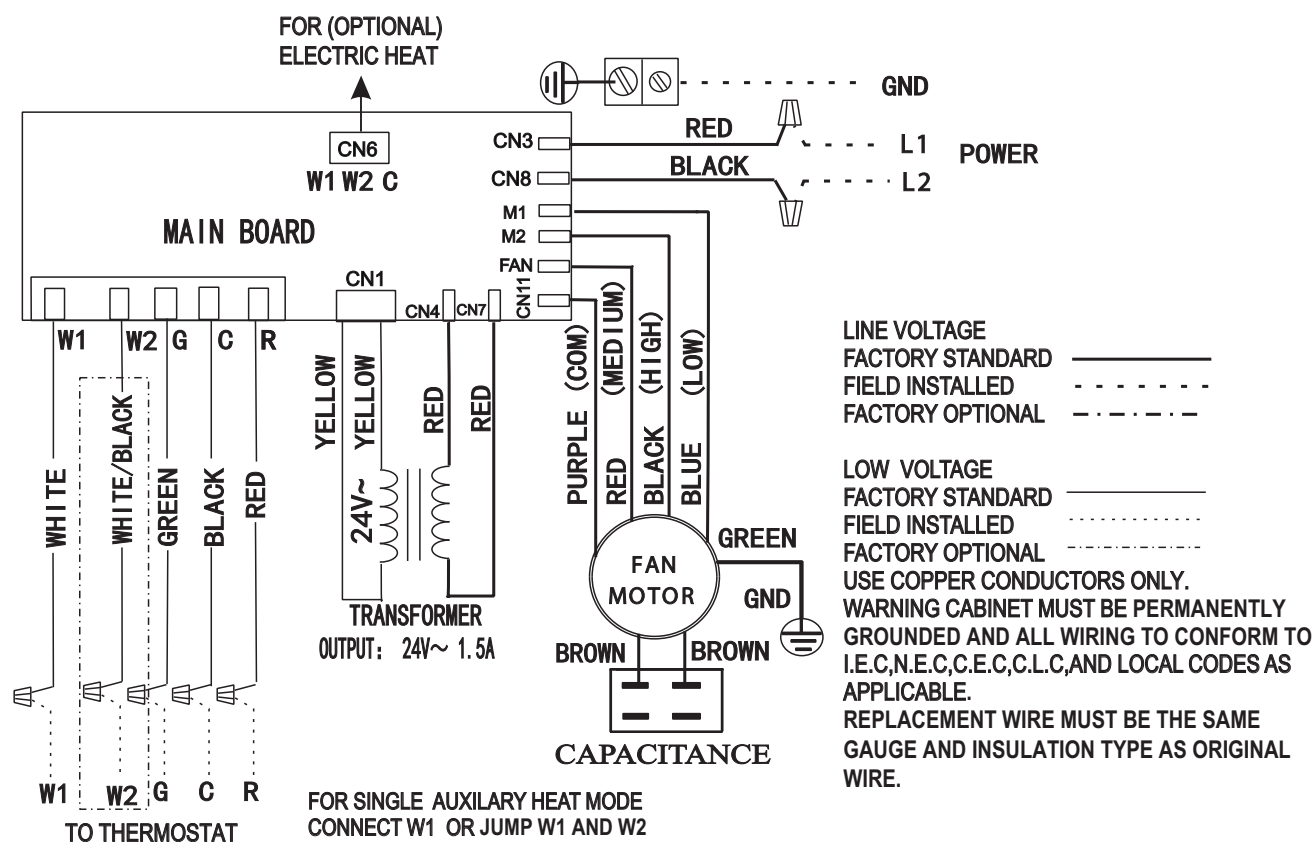 FOR (OPTIONAL)
ELECTRIC HEAT
GND
CN3
RED
L1
POWER
CN6
W1 W2 C
CN8
BLACK
L2
MAIN BOARD
M1
M2
FAN
CN11
CN1
CN4
CN7
W1
W2
G
C
R
YELLOW
YELLOW
RED
RED
PURPLE (COM)
RED (MEDIUM)
BLACK (HIGH)
BLUE (LOW)
WHITE
WHITE/BLACK
GREEN
BLACK
RED
24V~
TRANSFORMER
OUTPUT: 24V~ 1.5A
FAN
MOTOR
GREEN
GND
BROWN
BROWN
CAPACITANCE
W1
W2
G
C
R
TO THERMOSTAT
FOR SINGLE AUXILARY HEAT MODE
CONNECT W1 OR JUMP W1 AND W2
LINE VOLTAGE
FACTORY STANDARD
FIELD INSTALLED
FACTORY OPTIONAL
LOW VOLTAGE
FACTORY STANDARD
FIELD INSTALLED
FACTORY OPTIONAL
USE COPPER CONDUCTORS ONLY.
WARNING CABINET MUST BE PERMANENTLY
GROUNDED AND ALL WIRING TO CONFORM TO
I.E.C,N.E.C,C.E.C,C.L.C,AND LOCAL CODES AS
APPLICABLE.
REPLACEMENT WIRE MUST BE THE SAME
GAUGE AND INSULATION TYPE AS ORIGINAL
WIRE.